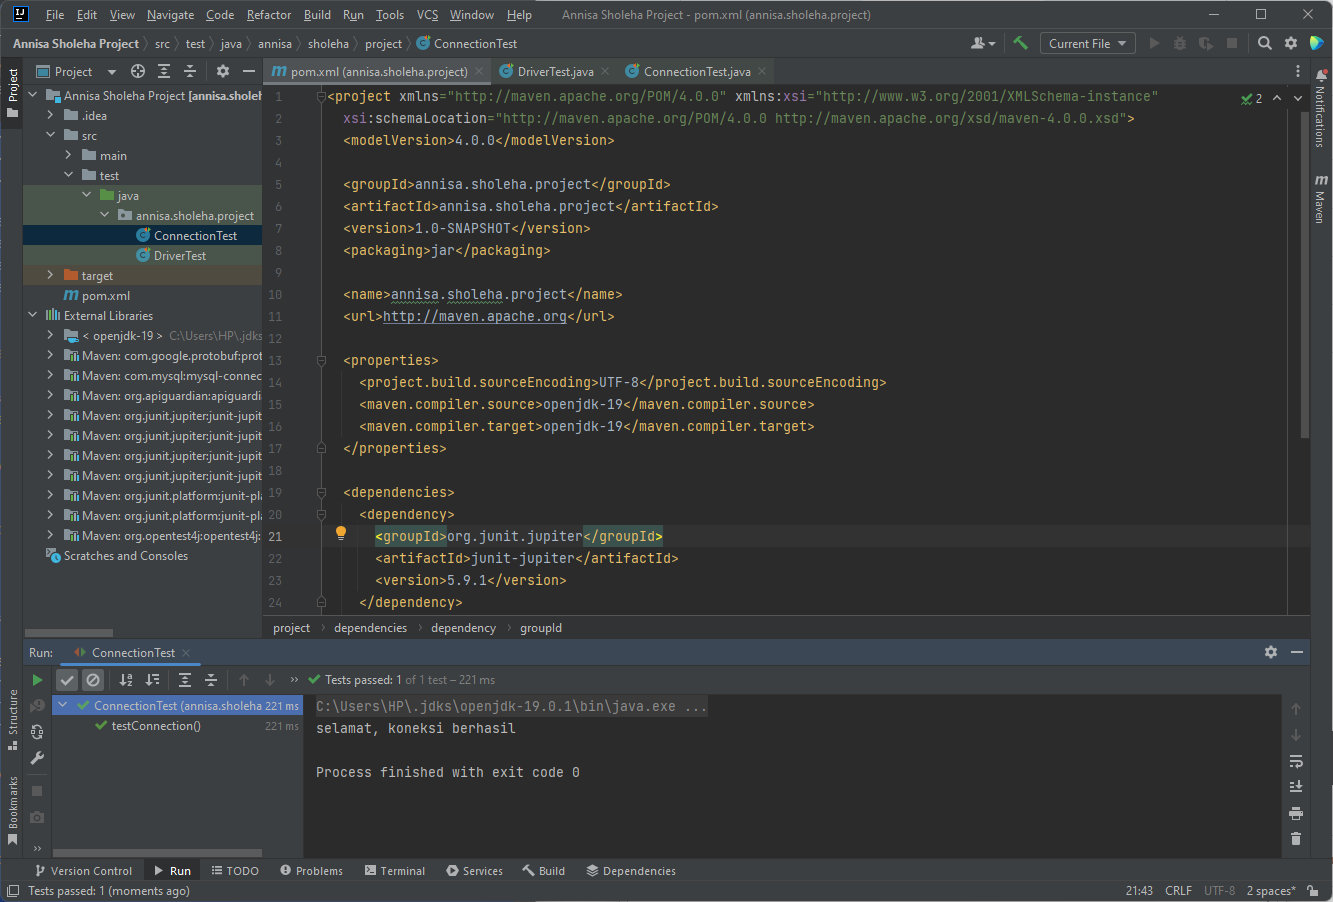 File Edit View Navigate Code Refactor Build Run Tools VCS Window Help Annisa Sholeha Project - pom.xml (annisa.sholeha.project)
Annisa Sholeha Project src test java annisa sholeha project ConnectionTest Current File
Project pom.xml (annisa.sholeha.project) DriverTest.java ConnectionTest.java
Project
Annisa Sholeha Project [annisa.soleh
.idea
src
main
test
java
annisa.sholeha.project
ConnectionTest
DriverTest
target
pom.xml
External Libraries
< openjdk-19 > C:\Users\HP\.jdks
Maven: com.google.protobuf:prot
Maven: com.mysql:mysql-connec
Maven: org.apiguardian:apiguardi
Maven: org.junit.jupiter:junit-jupit
Maven: org.junit.jupiter:junit-jupit
Maven: org.junit.jupiter:junit-jupit
Maven: org.junit.jupiter:junit-jupit
Maven: org.junit.platform:junit-pla
Maven: org.junit.platform:junit-pla
Maven: org.opentest4j:opentest4j:
Scratches and Consoles
1 <project xmlns="http://maven.apache.org/POM/4.0.0" xmlns:xsi="http://www.w3.org/2001/XMLSchema-instance" 2
2 xsi:schemaLocation="http://maven.apache.org/POM/4.0.0 http://maven.apache.org/xsd/maven-4.0.0.xsd">
3 <modelVersion>4.0.0</modelVersion>
4
5 <groupId>annisa.sholeha.project</groupId>
6 <artifactId>annisa.sholeha.project</artifactId>
7 <version>1.0-SNAPSHOT</version>
8 <packaging>jar</packaging>
9
10 <name>annisa.sholeha.project</name>
11 <url>http://maven.apache.org</url>
12
13 <properties>
14 <project.build.sourceEncoding>UTF-8</project.build.sourceEncoding>
15 <maven.compiler.source>openjdk-19</maven.compiler.source>
16 <maven.compiler.target>openjdk-19</maven.compiler.target>
17 </properties>
18
19 <dependencies>
20 <dependency>
21 <groupId>org.junit.jupiter</groupId>
22 <artifactId>junit-jupiter</artifactId>
23 <version>5.9.1</version>
24 </dependency>
project dependencies dependency groupId
Notifications
Maven
Run: ConnectionTest
Tests passed: 1 of 1 test – 221 ms
ConnectionTest (annisa.sholeha 221 ms
testConnection() 221 ms
C:\Users\HP\.jdks\openjdk-19.0.1\bin\java.exe ...
selamat, koneksi berhasil
Process finished with exit code 0
Structure
Bookmarks
Version Control Run TODO Problems Terminal Services Build Dependencies
Tests passed: 1 (moments ago) 21:43 CRLF UTF-8 2 spaces*